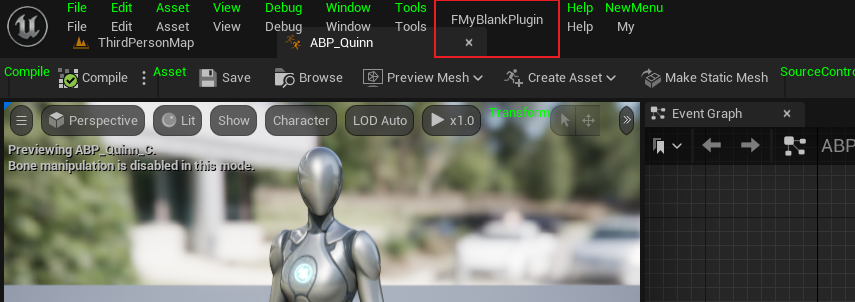 File Edit Asset View Debug Window Tools Help NewMenu
File Edit Asset View Debug Window Tools FMyBlankPlugin Help My
ThirdPersonMap ABP_Quinn ×
Compile Compile Asset Save Browse Preview Mesh Create Asset Make Static Mesh SourceContro
Perspective Lit Show Character LOD Auto x1.0 Transform
Event Graph ×
Previewing ABP_Quinn_C.
Bone manipulation is disabled in this mode.
ABP